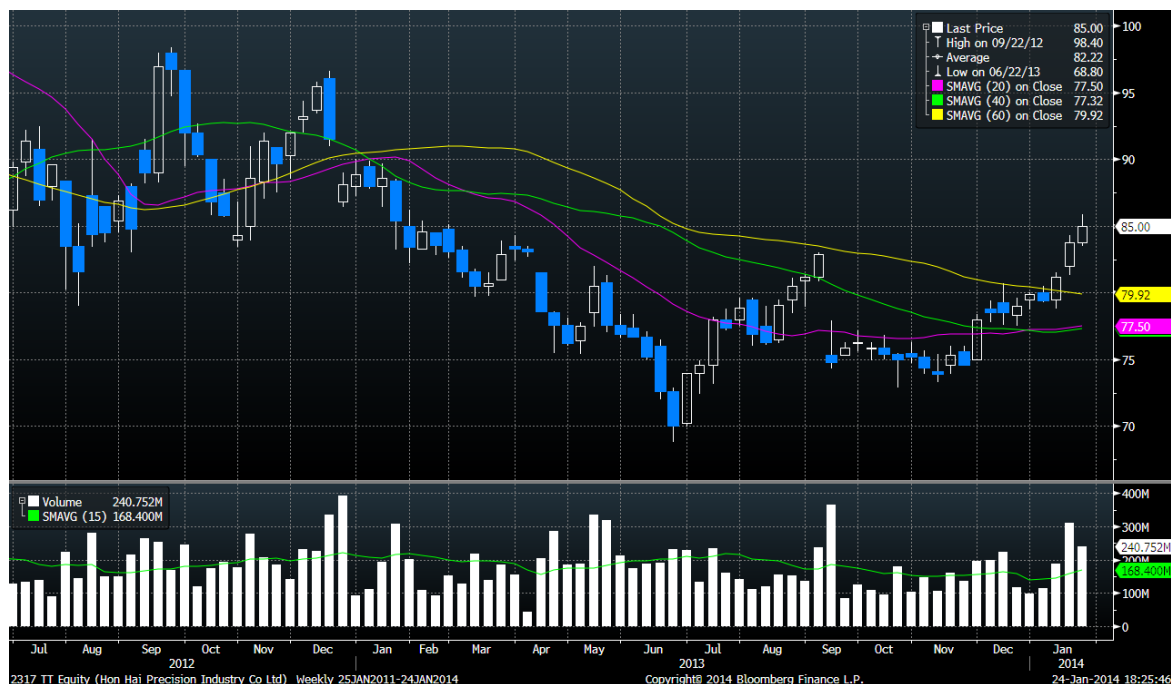 Last Price 85.00
High on 09/22/12 98.40
Average 82.22
Low on 06/22/13 68.80
SMAVG (20) on Close 77.50
SMAVG (40) on Close 77.32
SMAVG (60) on Close 79.92
100
95
90
85.00
80
79.92
77.50
75
70
Volume 240.752M
SMAVG (15) 168.400M
400M
300M
240.752M
200M
168.400M
100M
0
Jul Aug Sep Oct Nov Dec Jan Feb Mar Apr May Jun Jul Aug Sep Oct Nov Dec Jan
2012 2013 2014
2317 TT Equity (Hon Hai Precision Industry Co Ltd) Weekly 25JAN2011-24JAN2014 Copyright© 2014 Bloomberg Finance L.P. 24-Jan-2014 18:25:46